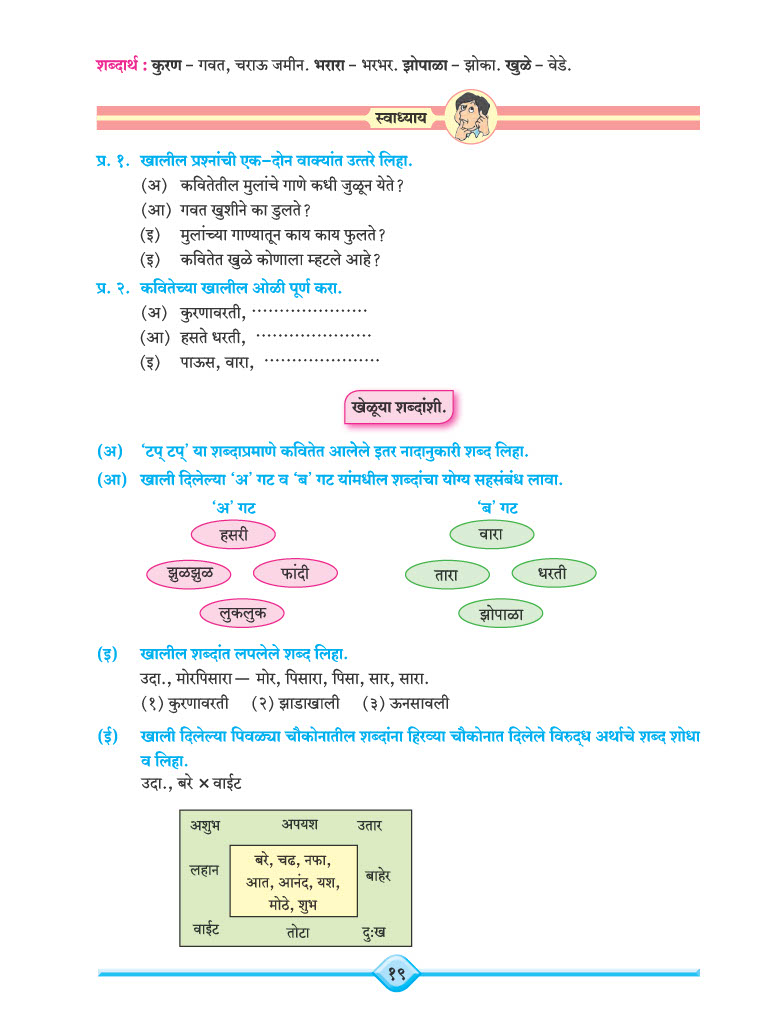 शब्दार्थ : कुरण – गवत, चराऊ जमीन. भरारा – भरभर. झोपाळा – झोका. खुळे – वेडे.
स्वाध्याय
प्र. १. खालील प्रश्नांची एक–दोन वाक्यांत उत्तरे लिहा.
(अ) कवितेतील मुलांचे गाणे कधी जुळून येते?
(आ) गवत खुशीने का डुलते?
(इ) मुलांच्या गाण्यातून काय काय फुलते?
(इ) कवितेत खुळे कोणाला म्हटले आहे?
प्र. २. कवितेच्या खालील ओळी पूर्ण करा.
(अ) कुरणावरती, .....................
(आ) हसते धरती, .....................
(इ) पाऊस, वारा, .....................
खेळूया शब्दांशी.
(अ) ‘टप् टप्’ या शब्दाप्रमाणे कवितेत आलेले इतर नादानुकारी शब्द लिहा.
(आ) खाली दिलेल्या ‘अ’ गट व ‘ब’ गट यांमधील शब्दांचा योग्य सहसंबंध लावा.
‘अ’ गट ‘ब’ गट
हसरी वारा
झुळझुळ फांदी तारा धरती
लुकलुक झोपाळा
(इ) खालील शब्दांत लपलेले शब्द लिहा.
उदा., मोरपिसारा — मोर, पिसारा, पिसा, सार, सारा.
(१) कुरणावरती (२) झाडाखाली (३) ऊनसावली
(ई) खाली दिलेल्या पिवळ्या चौकोनातील शब्दांना हिरव्या चौकोनात दिलेले विरुद्ध अर्थाचे शब्द शोधा
व लिहा.
उदा., बरे × वाईट
अशुभ अपयश उतार
लहान बरे, चढ, नफा, बाहेर
आत, आनंद, यश,
मोठे, शुभ
वाईट तोटा दुःख
१९